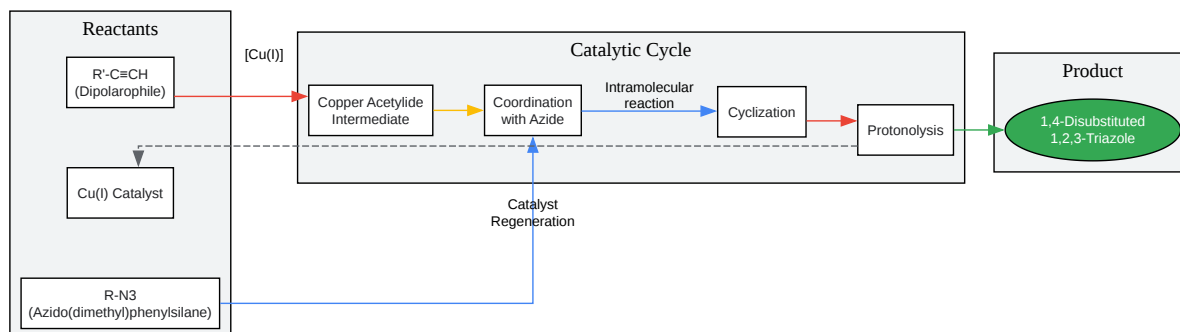 Reactants
R'-C≡CH
(Dipolarophile)
Cu(I) Catalyst
R-N3
(Azido(dimethyl)phenylsilane)
[Cu(I)]
Catalytic Cycle
Copper Acetylide
Intermediate
Coordination
with Azide
Intramolecular
reaction
Cyclization
Protonolysis
Catalyst
Regeneration
Product
1,4-Disubstituted
1,2,3-Triazole